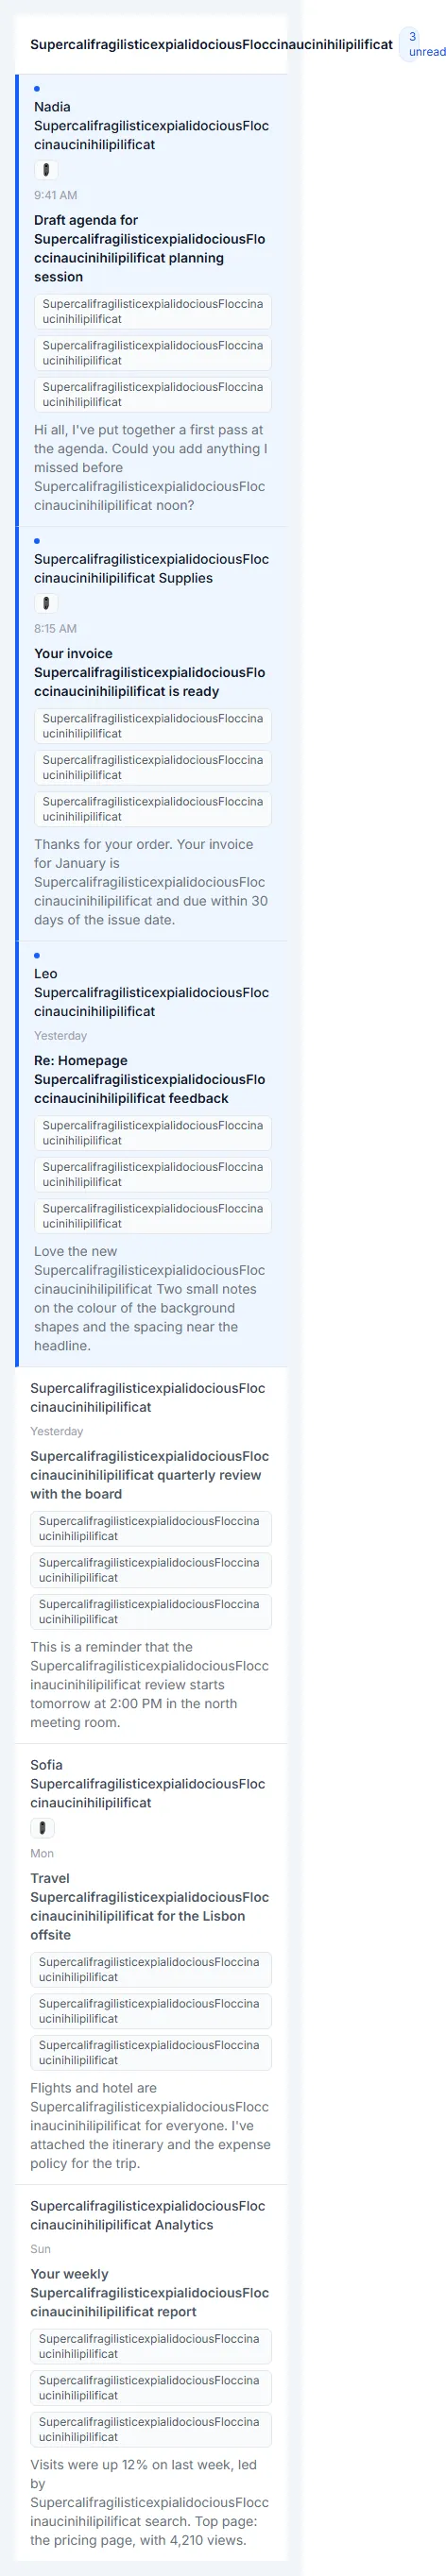 SupercalifragilisticexpialidociousFloccinaucinihilipilificat
3
unread
Nadia
SupercalifragilisticexpialidociousFloc
cinaucinihilipilificat
9:41 AM
Draft agenda for
SupercalifragilisticexpialidociousFlo
ccinaucinihilipilificat planning
session
SupercalifragilisticexpialidociousFloccina
ucinihilipilificat
SupercalifragilisticexpialidociousFloccina
ucinihilipilificat
SupercalifragilisticexpialidociousFloccina
ucinihilipilificat
Hi all, I've put together a first pass at
the agenda. Could you add anything I
missed before
SupercalifragilisticexpialidociousFloc
cinaucinihilipilificat noon?
SupercalifragilisticexpialidociousFloc
cinaucinihilipilificat Supplies
8:15 AM
Your invoice
SupercalifragilisticexpialidociousFlo
ccinaucinihilipilificat is ready
SupercalifragilisticexpialidociousFloccina
ucinihilipilificat
SupercalifragilisticexpialidociousFloccina
ucinihilipilificat
SupercalifragilisticexpialidociousFloccina
ucinihilipilificat
Thanks for your order. Your invoice
for January is
SupercalifragilisticexpialidociousFloc
cinaucinihilipilificat and due within 30
days of the issue date.
Leo
SupercalifragilisticexpialidociousFloc
cinaucinihilipilificat
Yesterday
Re: Homepage
SupercalifragilisticexpialidociousFlo
ccinaucinihilipilificat feedback
SupercalifragilisticexpialidociousFloccina
ucinihilipilificat
SupercalifragilisticexpialidociousFloccina
ucinihilipilificat
SupercalifragilisticexpialidociousFloccina
ucinihilipilificat
Love the new
SupercalifragilisticexpialidociousFloc
cinaucinihilipilificat Two small notes
on the colour of the background
shapes and the spacing near the
headline.
SupercalifragilisticexpialidociousFloc
cinaucinihilipilificat
Yesterday
SupercalifragilisticexpialidociousFloc
cinaucinihilipilificat quarterly review
with the board
SupercalifragilisticexpialidociousFloccina
ucinihilipilificat
SupercalifragilisticexpialidociousFloccina
ucinihilipilificat
SupercalifragilisticexpialidociousFloccina
ucinihilipilificat
This is a reminder that the
SupercalifragilisticexpialidociousFlocc
inaucinihilipilificat review starts
tomorrow at 2:00 PM in the north
meeting room.
Sofia
SupercalifragilisticexpialidociousFloc
cinaucinihilipilificat
Mon
Travel
SupercalifragilisticexpialidociousFloc
cinaucinihilipilificat for the Lisbon
offsite
SupercalifragilisticexpialidociousFloccina
ucinihilipilificat
SupercalifragilisticexpialidociousFloccina
ucinihilipilificat
SupercalifragilisticexpialidociousFloccina
ucinihilipilificat
Flights and hotel are
SupercalifragilisticexpialidociousFlocc
inaucinihilipilificat for everyone. I've
attached the itinerary and the expense
policy for the trip.
SupercalifragilisticexpialidociousFloc
cinaucinihilipilificat Analytics
Sun
Your weekly
SupercalifragilisticexpialidociousFloc
cinaucinihilipilificat report
SupercalifragilisticexpialidociousFloccina
ucinihilipilificat
SupercalifragilisticexpialidociousFloccina
ucinihilipilificat
SupercalifragilisticexpialidociousFloccina
ucinihilipilificat
Visits were up 12% on last week, led
by
SupercalifragilisticexpialidociousFlocc
inaucinihilipilificat search. Top page:
the pricing page, with 4,210 views.